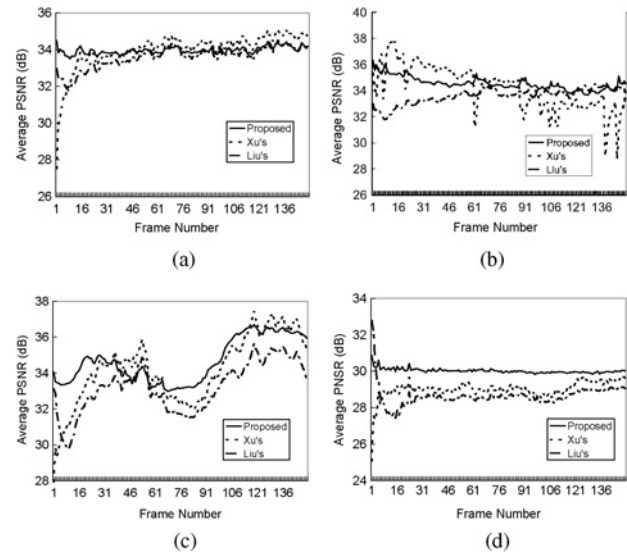 36
34
32
30
28
26
Average PSNR (dB)
Proposed
Xu's
Liu's
1 16 31 46 61 76 91 106 121 136
Frame Number
(a)
40
38
36
34
32
30
28
26
Average PSNR (dB)
Proposed
Xu's
Liu's
1 16 31 46 61 76 91 106 121 136
Frame Number
(b)
38
36
34
32
30
28
Average PSNR (dB)
Proposed
Xu's
Liu's
1 16 31 46 61 76 91 106 121 136
Frame Number
(c)
34
32
30
28
26
24
Average PNSR (dB)
Proposed
Xu's
Liu's
1 16 31 46 61 76 91 106 121 136
Frame Number
(d)